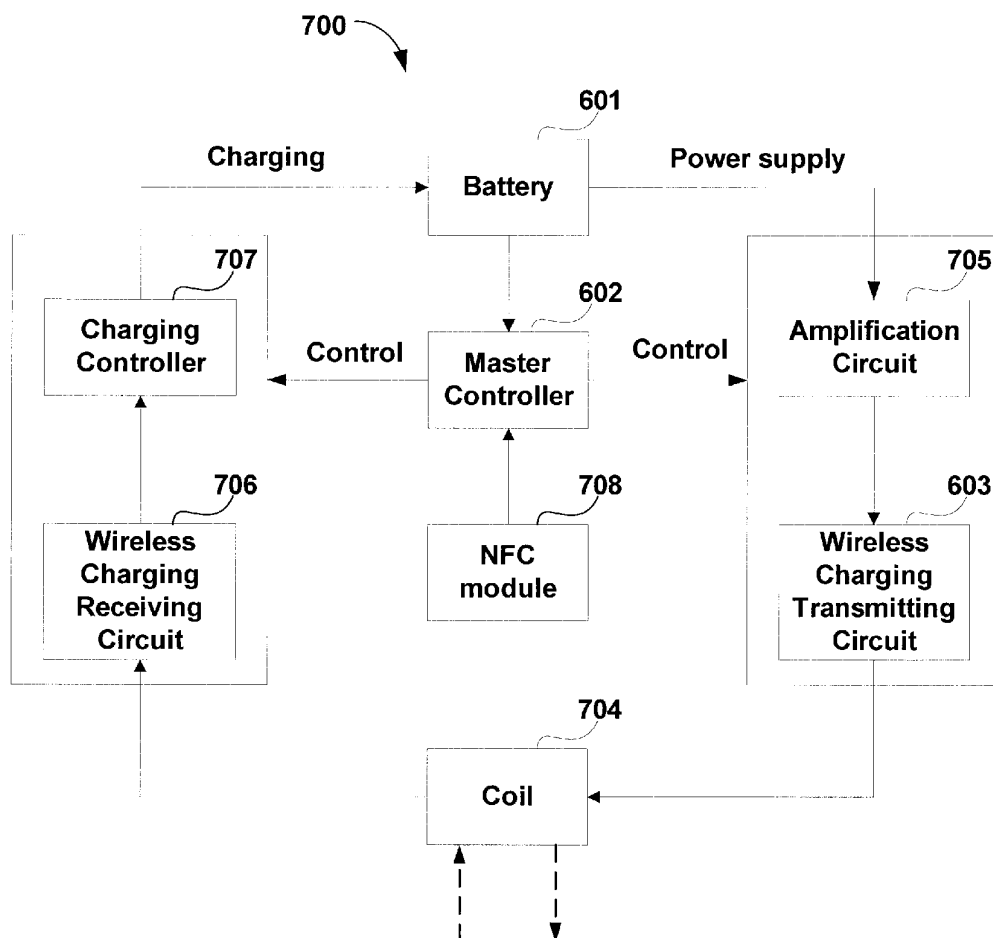 700
601
Charging
Battery
Power supply
707
602
705
Charging
Controller
Control
Master
Controller
Control
Amplification
Circuit
706
708
603
Wireless
Charging
Receiving
Circuit
NFC
module
Wireless
Charging
Transmitting
Circuit
704
Coil